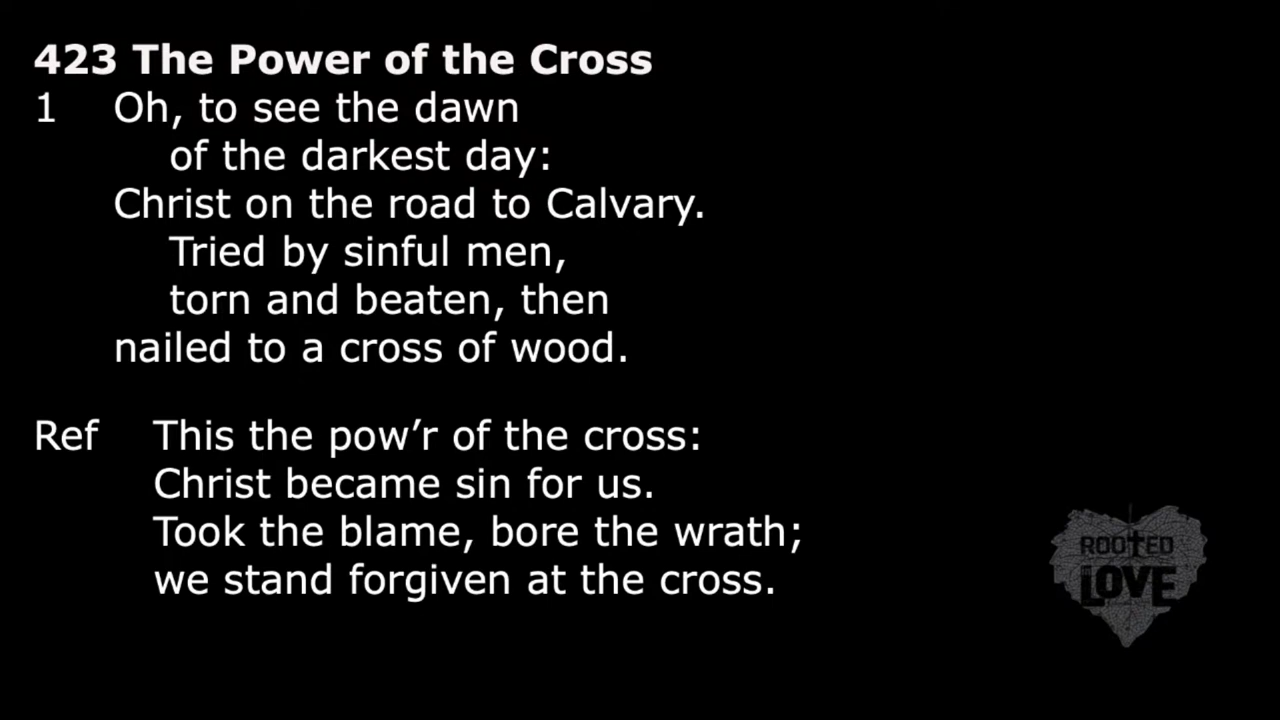 423 The Power of the Cross
1 Oh, to see the dawn
of the darkest day:
Christ on the road to Calvary.
Tried by sinful men,
torn and beaten, then
nailed to a cross of wood.
Ref This the pow’r of the cross:
Christ became sin for us.
Took the blame, bore the wrath;
we stand forgiven at the cross.
ROOTED
LOVE